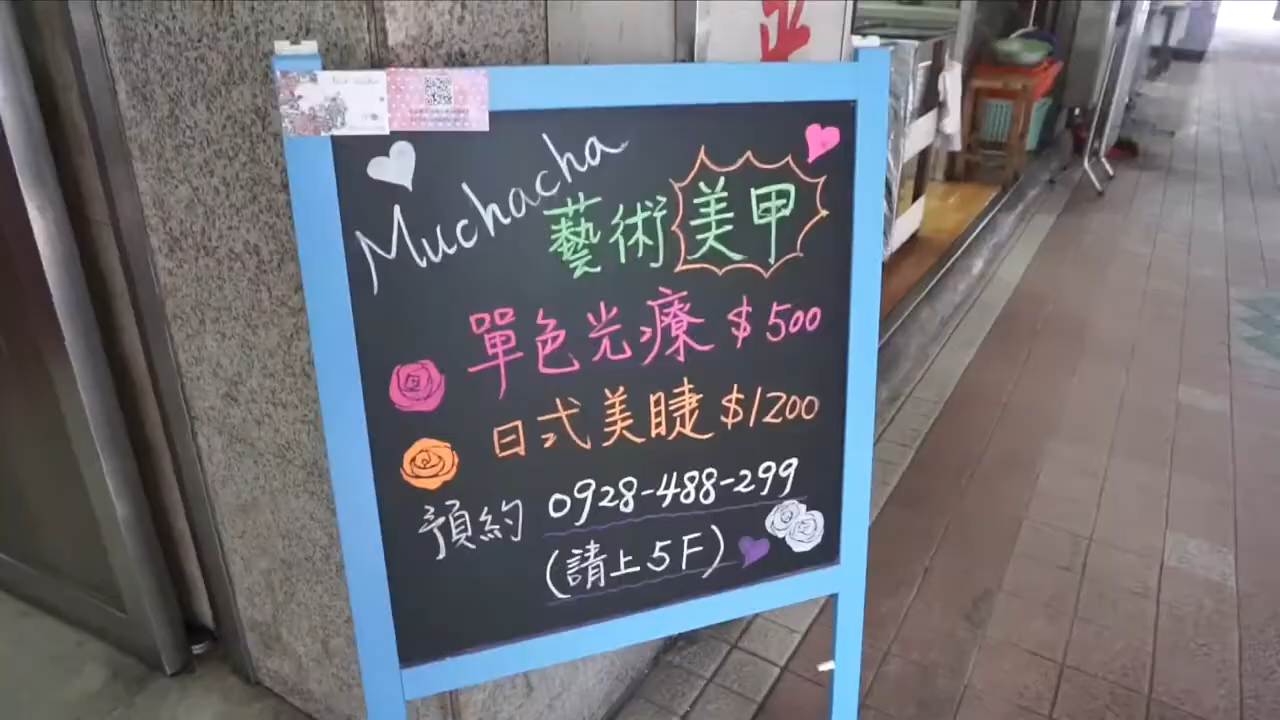 Muchacha
藝術美甲
單色光療 $500
日式美睫 $1200
預約 0928-488-299
(請上5F)